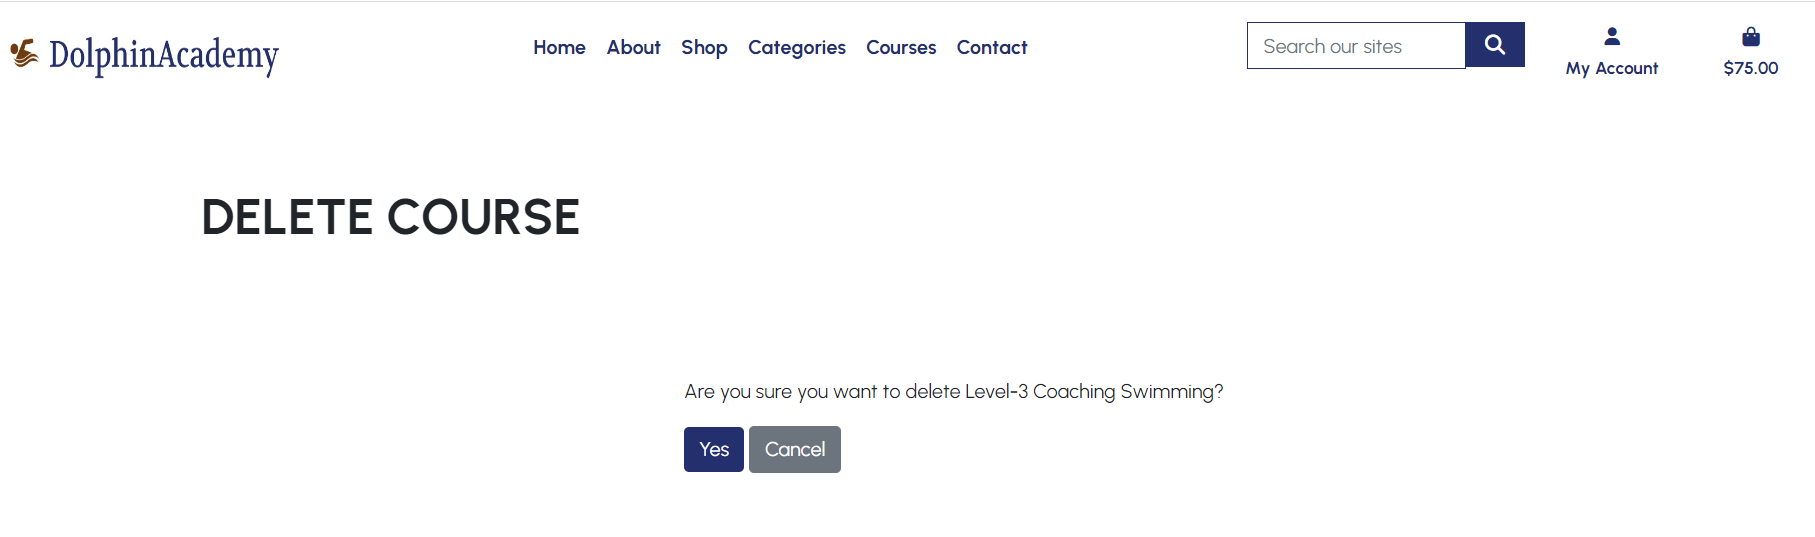 DolphinAcademy
Home About Shop Categories Courses Contact
Search our sites
My Account
$75.00
DELETE COURSE
Are you sure you want to delete Level-3 Coaching Swimming?
Yes Cancel